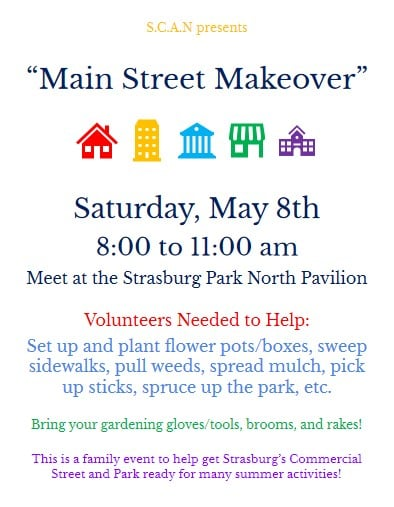 S.C.A.N presents
“Main Street Makeover”
Saturday, May 8th
8:00 to 11:00 am
Meet at the Strasburg Park North Pavilion
Volunteers Needed to Help:
Set up and plant flower pots/boxes, sweep
sidewalks, pull weeds, spread mulch, pick
up sticks, spruce up the park, etc.
Bring your gardening gloves/tools, brooms, and rakes!
This is a family event to help get Strasburg’s Commercial
Street and Park ready for many summer activities!